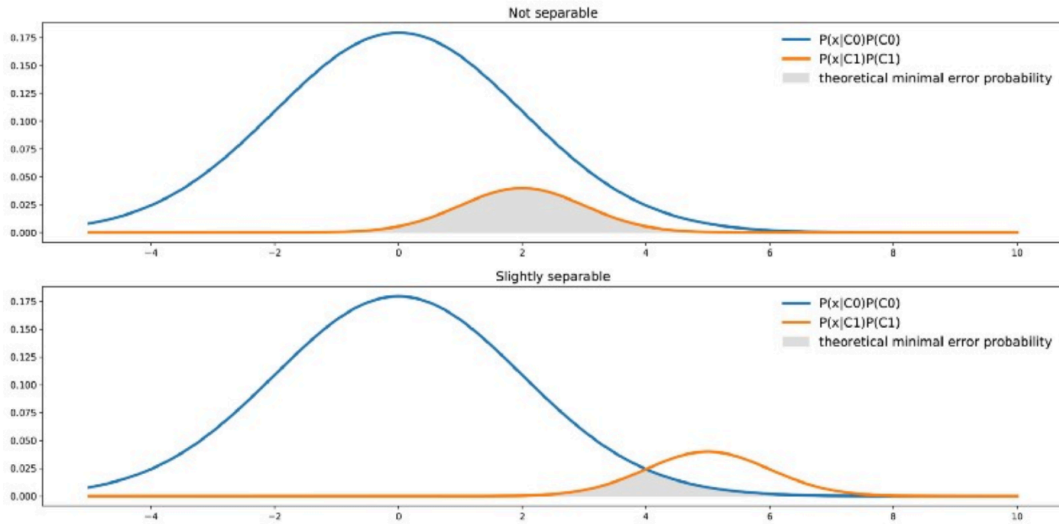 Not separable
P(x|C0)P(C0)
P(x|C1)P(C1)
theoretical minimal error probability
0.175
0.150
0.125
0.100
0.075
0.050
0.025
0.000
−4 −2 0 2 4 6 8 10
Slightly separable
P(x|C0)P(C0)
P(x|C1)P(C1)
theoretical minimal error probability
0.175
0.150
0.125
0.100
0.075
0.050
0.025
0.000
−4 −2 0 2 4 6 8 10